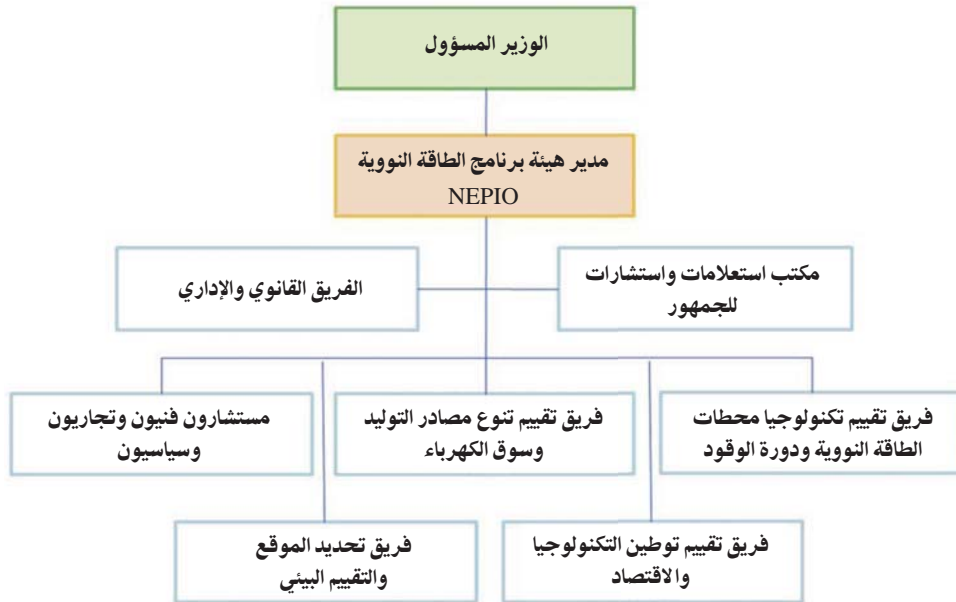 الوزير المسؤول
مدير هيئة برنامج الطاقة النووية
NEPIO
مكتب استعلامات واستشارات
للجمهور
الفريق القانوي والإداري
فريق تقييم تكنولوجيا محطات
الطاقة النووية ودورة الوقود
فريق تقييم تنوع مصادر التوليد
وسوق الكهرباء
مستشارون فنيون وتجاريون
وسياسيون
فريق تقييم توطين التكنولوجيا
والاقتصاد
فريق تحديد الموقع
والتقييم البيئي